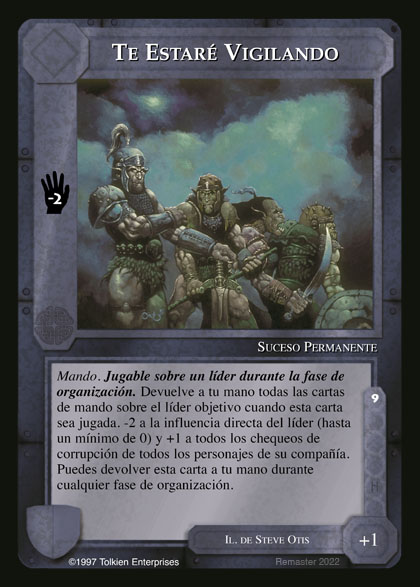 Te Estaré Vigilando
-2
Suceso Permanente
Mando. Jugable sobre un líder durante la fase de
organización. Devuelve a tu mano todas las cartas
de mando sobre el líder objetivo cuando esta carta
sea jugada. -2 a la influencia directa del líder (hasta
un mínimo de 0) y +1 a todos los chequeos de
corrupción de todos los personajes de su compañía.
Puedes devolver esta carta a tu mano durante
cualquier fase de organización.
9
H
Il. de Steve Otis
+1
©1997 Tolkien Enterprises
Remaster 2022